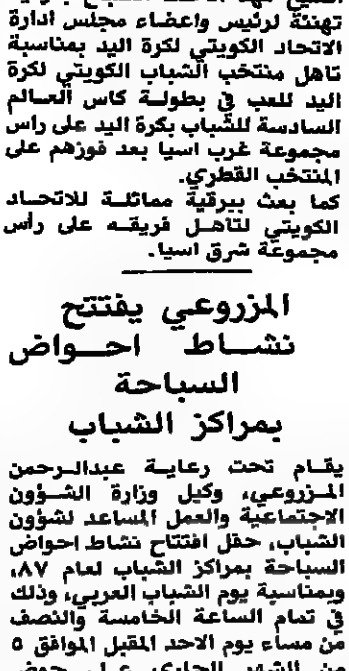 تهنئة لرئيس واعضاء مجلس ادارة
الاتحاد الكويتي لكرة اليد بمناسبة
تاهل منتخب الشباب الكويتي لكرة
اليد للعب في بطولة كاس العالم
السادسة للشباب بكرة اليد على راس
مجموعة غرب اسيا بعد فوزهم على
المنتخب القطري.
كما بعث ببرقية مماثلة للاتحاد
الكويتي لتاهل فريقه على رأس
مجموعة شرق اسيا.
المزروعي يفتتح
نشاط احواض
السباحة
بمراكز الشباب
يقام تحت رعاية عبدالرحمن
المزروعي، وكيل وزارة الشؤون
الاجتماعية والعمل المساعد لشؤون
الشباب، حفل افتتاح نشاط احواض
السباحة بمراكز الشباب لعام ٨٧،
وبمناسبة يوم الشباب العربي، وذلك
في تمام الساعة الخامسة والنصف
من مساء يوم الاحد المقبل الموافق ٥
من الشهر الجاري على حوض